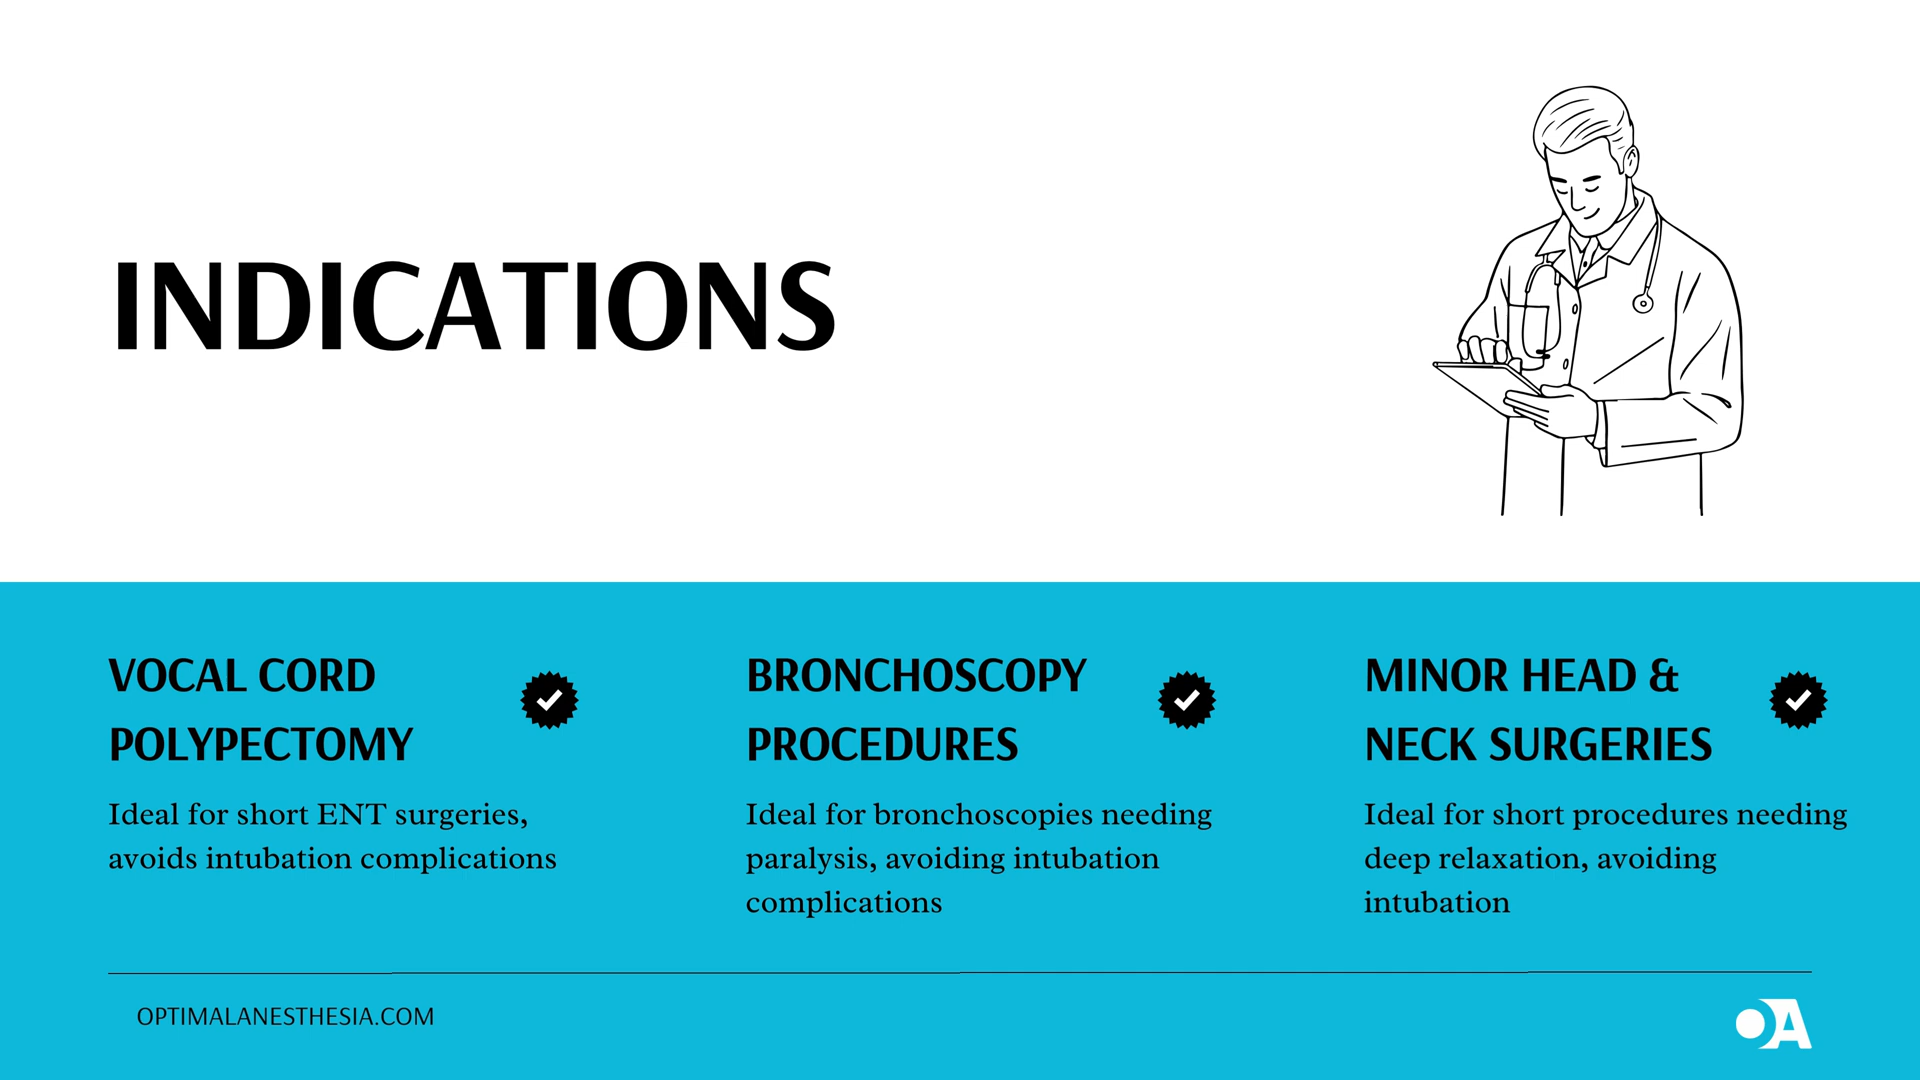 INDICATIONS
VOCAL CORD
POLYPECTOMY
Ideal for short ENT surgeries,
avoids intubation complications
BRONCHOSCOPY
PROCEDURES
Ideal for bronchoscopies needing
paralysis, avoiding intubation
complications
MINOR HEAD &
NECK SURGERIES
Ideal for short procedures needing
deep relaxation, avoiding
intubation
OPTIMALANESTHESIA.COM
OA